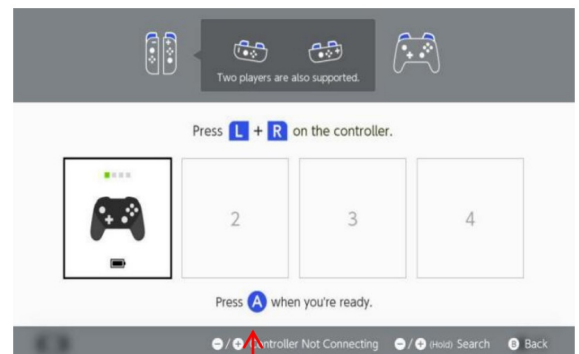 Two players are
also supported.
Press L + R on the controller.
2
3
4
Press A when you're ready.
⊖/⊕ Controller Not Connecting ⊖/⊕ (Hold) Search B Back